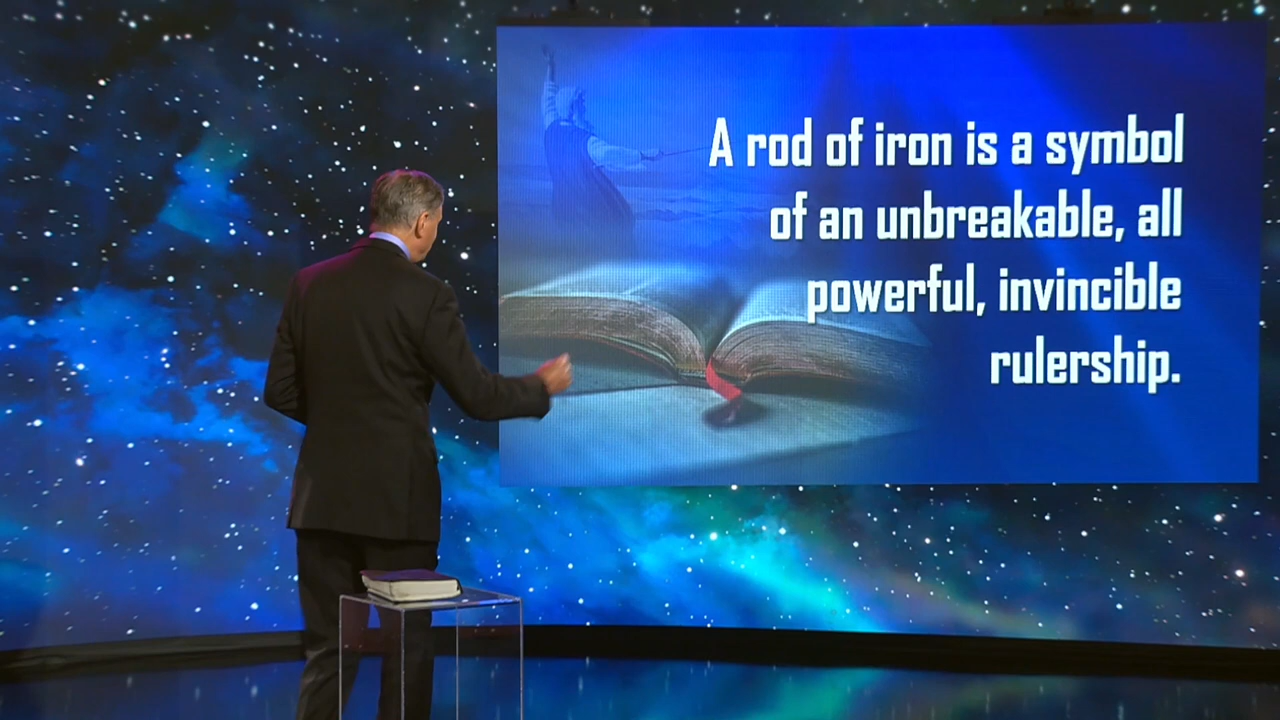 A rod of iron is a symbol
of an unbreakable, all
powerful, invincible
rulership.